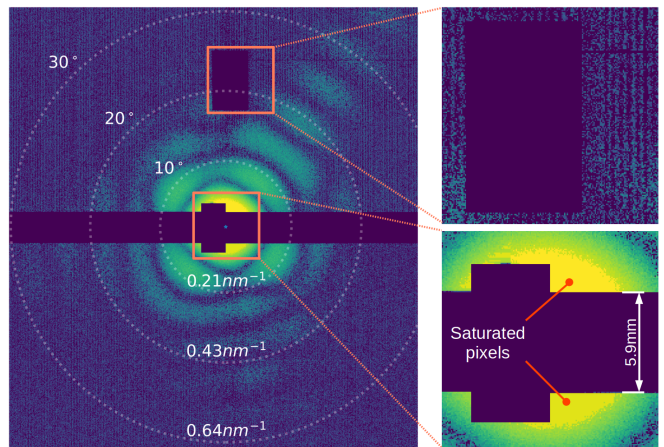 30°
20°
10°
0.21nm⁻¹
0.43nm⁻¹
0.64nm⁻¹
Saturated
pixels
5.9mm